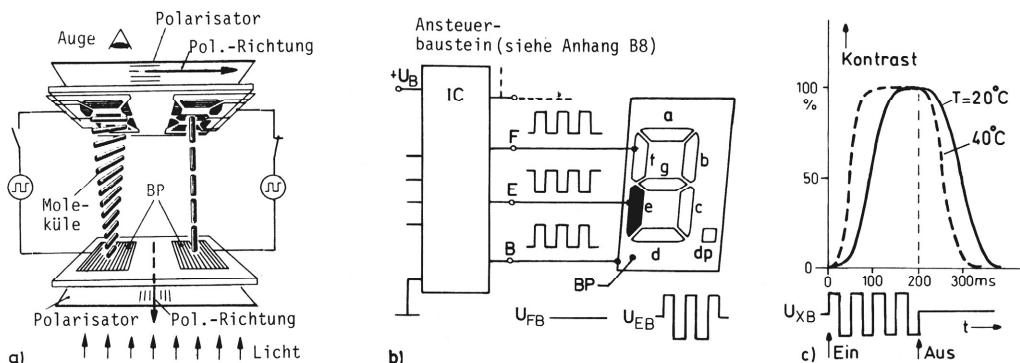 Polarisator
Auge
Pol.-Richtung
Mole-
küle
BP
Polarisator
Pol.-Richtung
Licht
a)
Ansteuer-
baustein (siehe Anhang B8)
+U_B
IC
F
E
B
a
f
b
g
e
c
d
dp
BP
U_FB
U_EB
b)
Kontrast
100
%
T=20°C
40°C
50
0
0
100
200
300ms
U_XB
t
Ein
Aus
c)